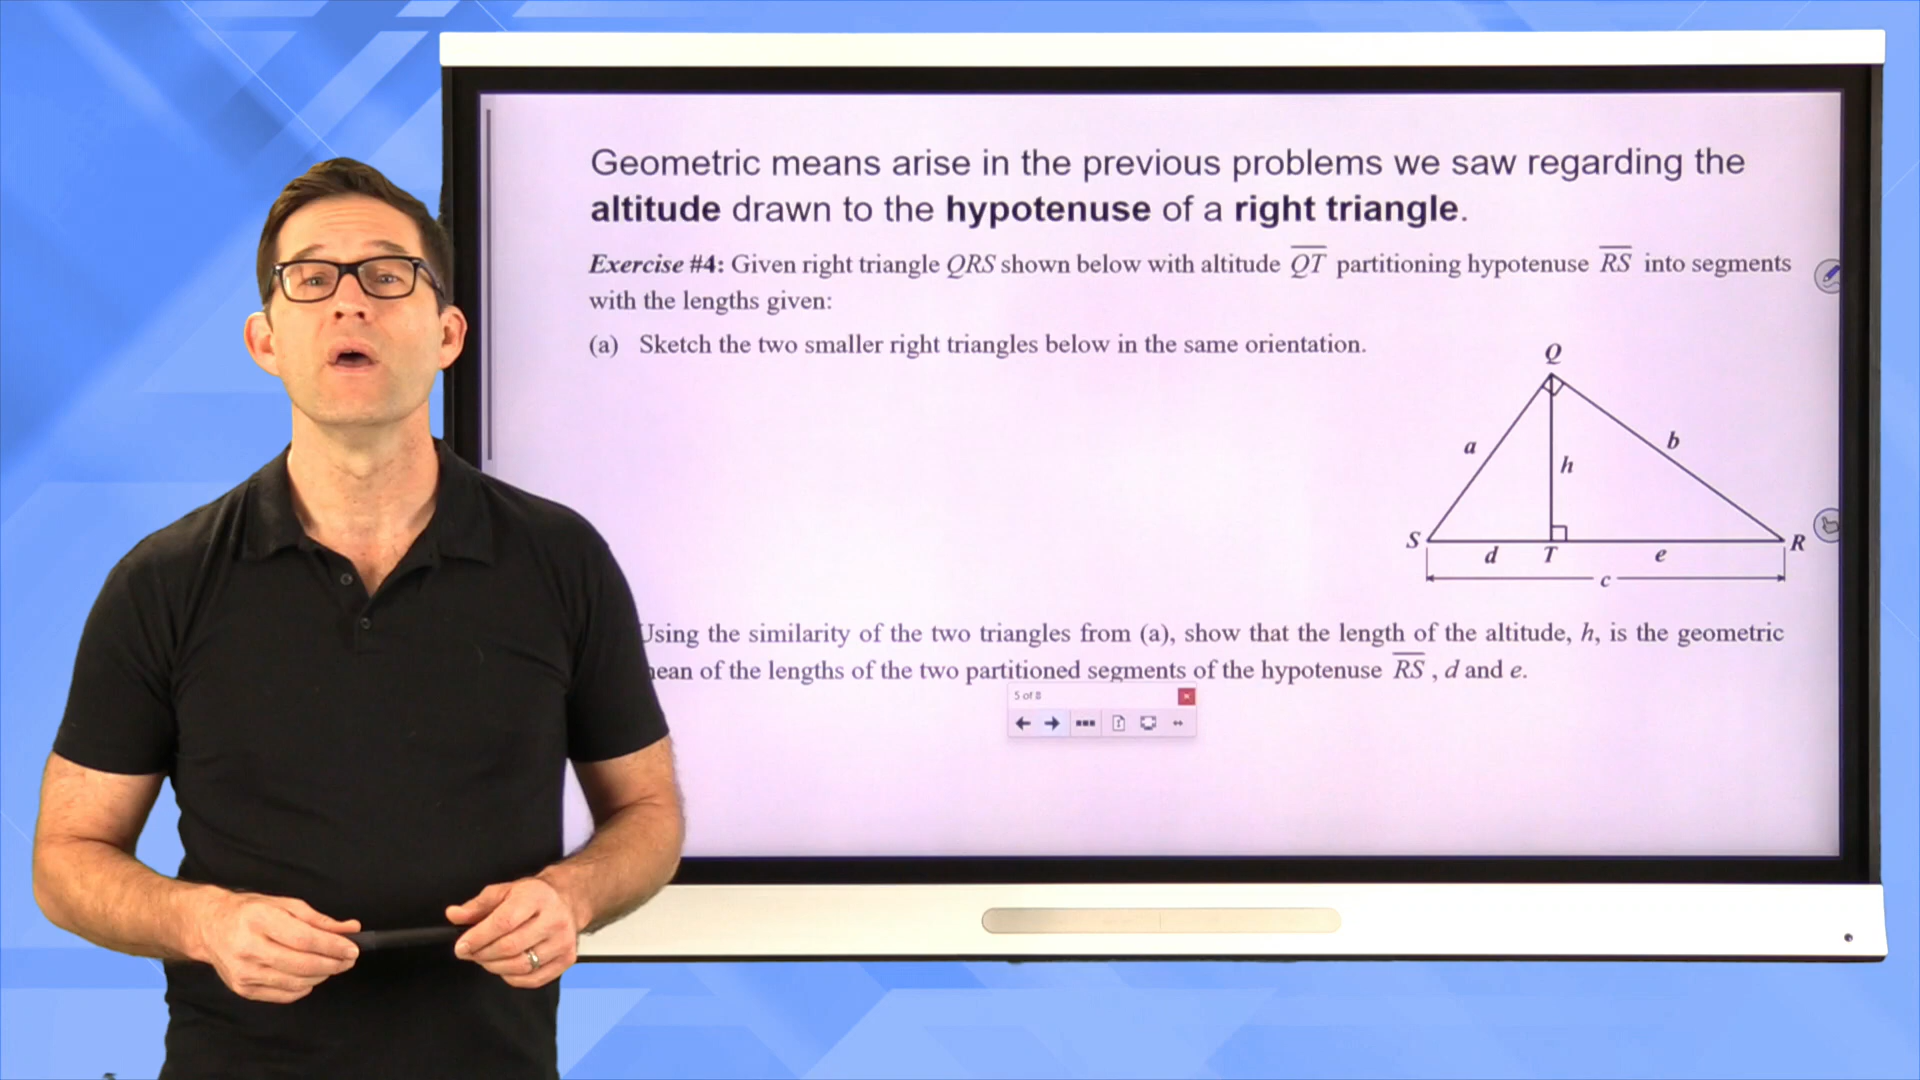 Geometric means arise in the previous problems we saw regarding the
altitude drawn to the hypotenuse of a right triangle.
Exercise #4: Given right triangle QRS shown below with altitude QT partitioning hypotenuse RS into segments
with the lengths given:
(a) Sketch the two smaller right triangles below in the same orientation.
Q
a
b
h
S
d
T
e
R
c
Using the similarity of the two triangles from (a), show that the length of the altitude, h, is the geometric
mean of the lengths of the two partitioned segments of the hypotenuse RS, d and e.
5 of 8